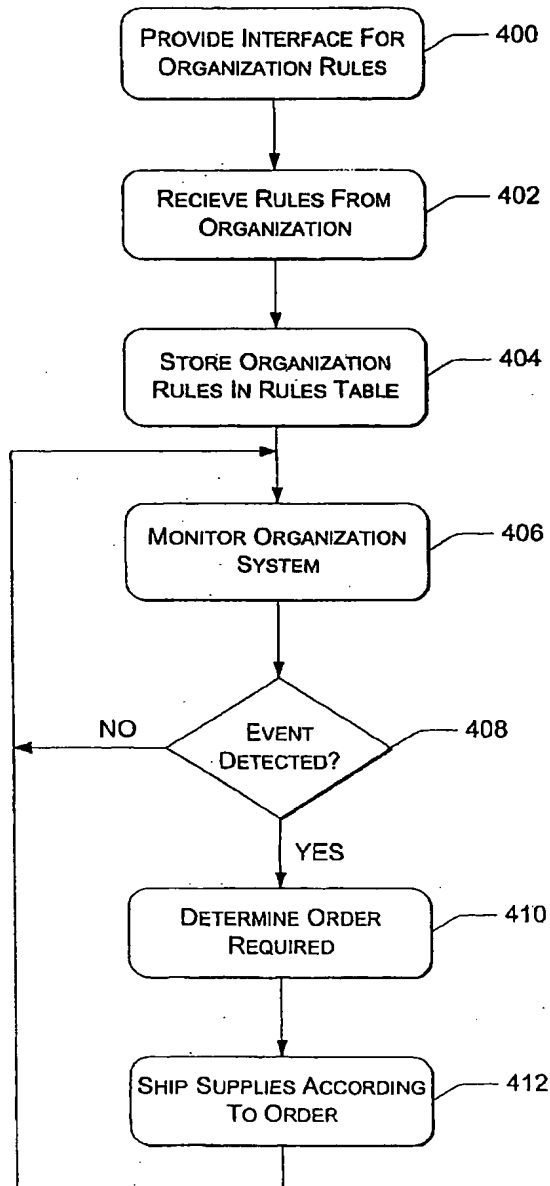 PROVIDE INTERFACE FOR
ORGANIZATION RULES
400
RECIEVE RULES FROM
ORGANIZATION
402
STORE ORGANIZATION
RULES IN RULES TABLE
404
MONITOR ORGANIZATION
SYSTEM
406
EVENT
DETECTED?
408
NO
YES
DETERMINE ORDER
REQUIRED
410
SHIP SUPPLIES ACCORDING
TO ORDER
412